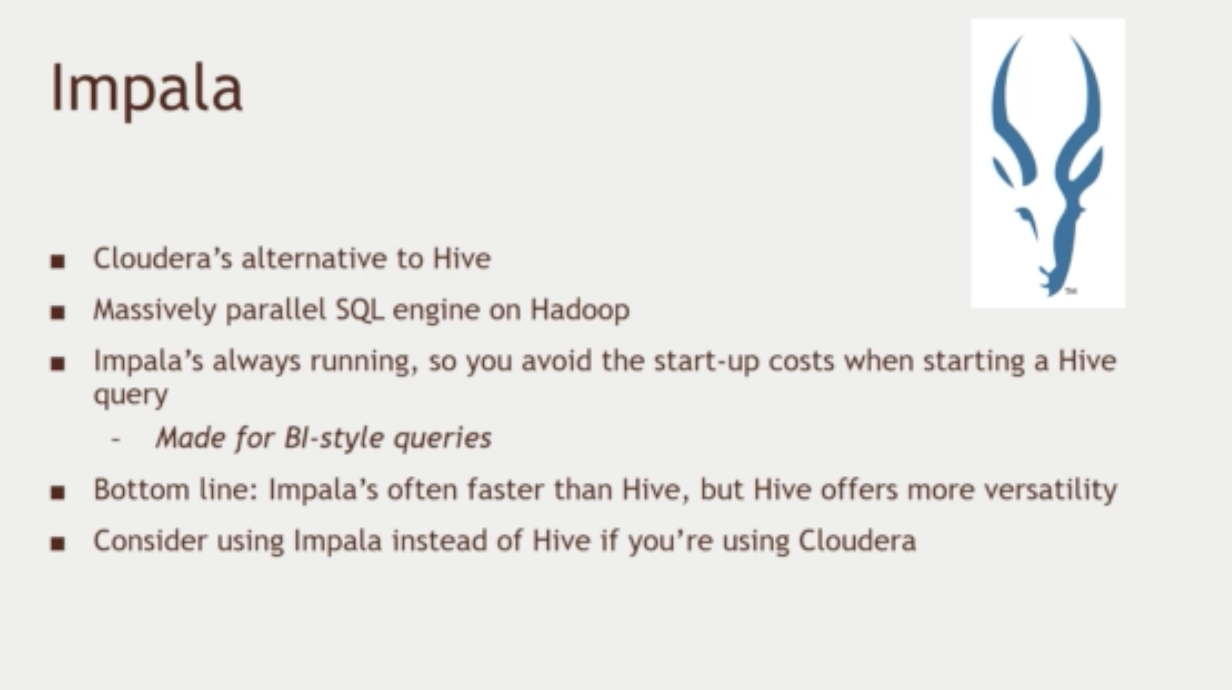 Impala
■ Cloudera’s alternative to Hive
■ Massively parallel SQL engine on Hadoop
■ Impala’s always running, so you avoid the start-up costs when starting a Hive
query
– Made for BI-style queries
■ Bottom line: Impala’s often faster than Hive, but Hive offers more versatility
■ Consider using Impala instead of Hive if you’re using Cloudera
TM